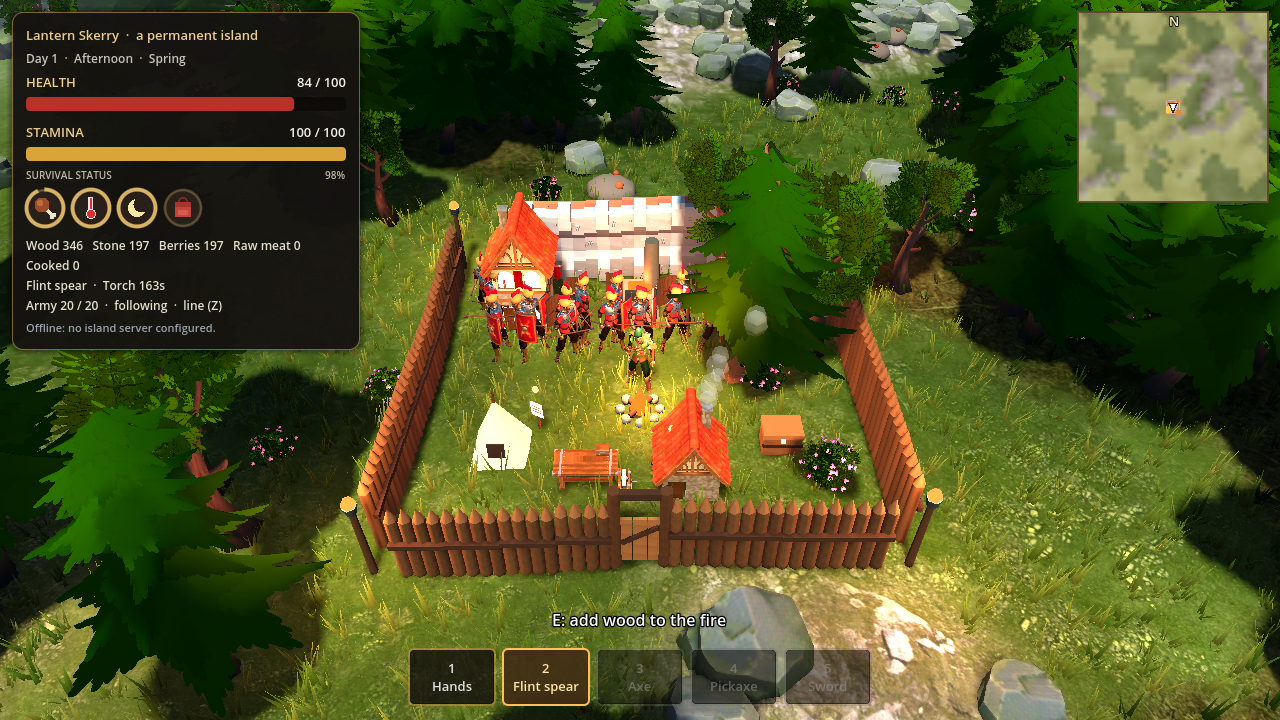 Lantern Skerry · a permanent island
Day 1 · Afternoon · Spring
HEALTH 84 / 100
STAMINA 100 / 100
SURVIVAL STATUS 98%
Wood 346 Stone 197 Berries 197 Raw meat 0
Cooked 0
Flint spear · Torch 163s
Army 20 / 20 · following · line (Z)
Offline: no island server configured.
N
E: add wood to the fire
1 2 3 4 5
Hands Flint spear Axe Pickaxe Sword